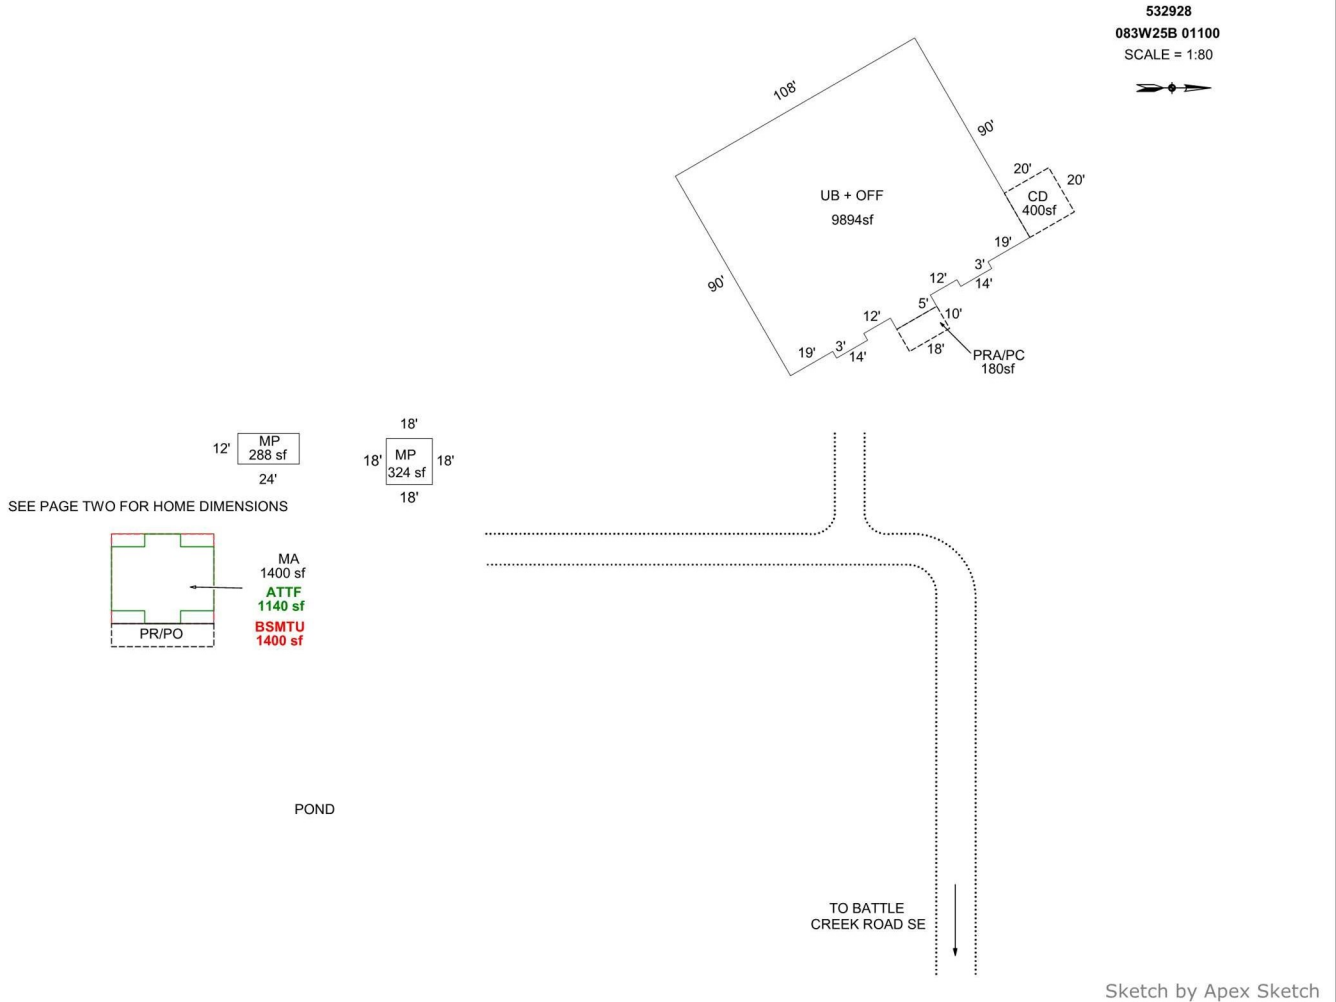 532928
083W25B 01100
SCALE = 1:80
108'
90'
20'
20'
CD
400sf
UB + OFF
9894sf
19'
3'
14'
12'
90'
5'
10'
12'
18'
19'
3'
14'
PRA/PC
180sf
18'
12'
MP
288 sf
24'
18'
MP
324 sf
18'
18'
SEE PAGE TWO FOR HOME DIMENSIONS
MA
1400 sf
ATTF
1140 sf
BSMTU
1400 sf
PR/PO
POND
TO BATTLE
CREEK ROAD SE
Sketch by Apex Sketch